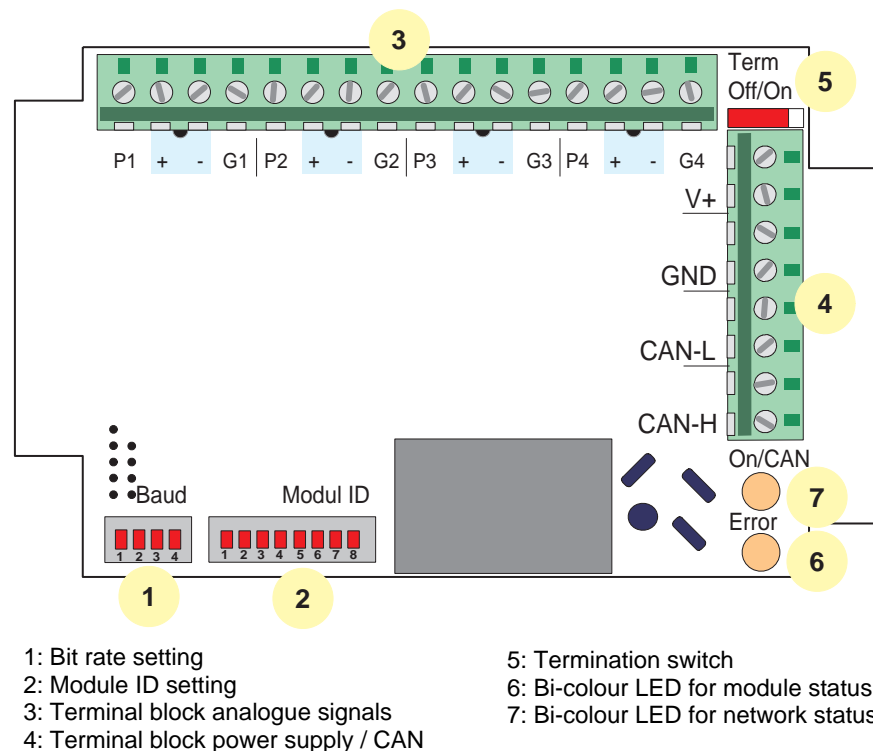 3
Term
Off/On
5
P1 + - G1 P2 + - G2 P3 + - G3 P4 + - G4
V+
GND
4
CAN-L
CAN-H
On/CAN
7
Baud
Modul ID
Error
1 2 3 4
1 2 3 4 5 6 7 8
6
1
2
1: Bit rate setting
2: Module ID setting
3: Terminal block analogue signals
4: Terminal block power supply / CAN
5: Termination switch
6: Bi-colour LED for module status
7: Bi-colour LED for network status